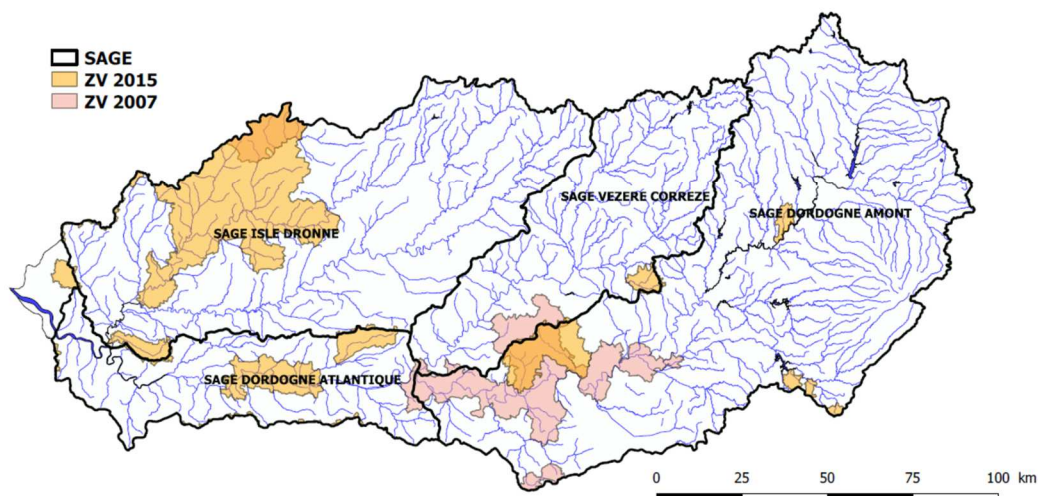 SAGE
ZV 2015
ZV 2007
SAGE VEZERE CORREZE
SAGE DORDOGNE AMONT
SAGE ISLE DRONNE
SAGE DORDOGNE ATLANTIQUE
0 25 50 75 100 km